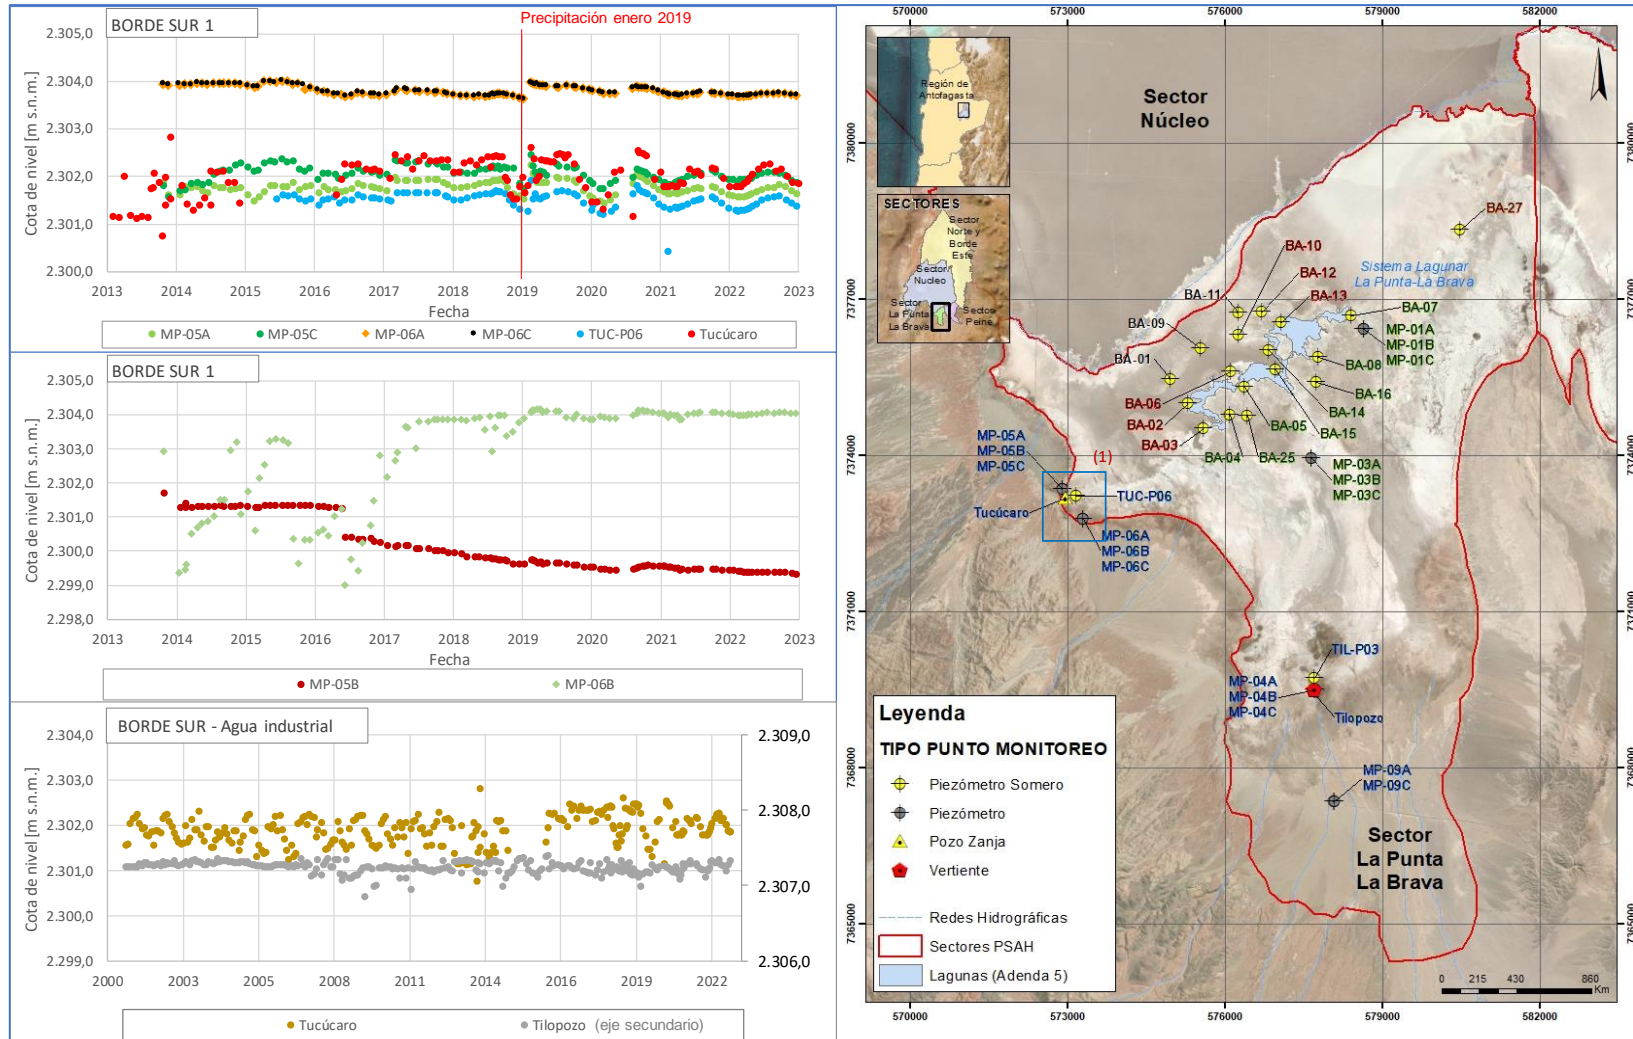 BORDE SUR 1
Precipitación enero 2019
Cota de nivel [m s.n.m.]
2.305,0
2.304,0
2.303,0
2.302,0
2.301,0
2.300,0
2013 2014 2015 2016 2017 2018 2019 2020 2021 2022 2023
Fecha
MP-05A MP-05C MP-06A MP-06C TUC-P06 Tucúcaro
BORDE SUR 1
Cota de nivel [m s.n.m.]
2.305,0
2.304,0
2.303,0
2.302,0
2.301,0
2.300,0
2.299,0
2.298,0
2013 2014 2015 2016 2017 2018 2019 2020 2021 2022 2023
Fecha
MP-05B MP-06B
BORDE SUR - Agua industrial
Cota de nivel [m s.n.m.]
2.304,0
2.303,0
2.302,0
2.301,0
2.300,0
2.299,0
2.309,0
2.308,0
2.307,0
2.306,0
2000 2003 2005 2008 2011 2014 2016 2019 2022
Tucúcaro Tilopozo (eje secundario)
570000 573000 576000 579000 582000
7380000
7377000
7374000
7371000
7368000
7365000
Región de
Antofagasta
SECTORES
Sector
Norte y
Borde
Este
Sector
Nucleo
Sector
La Punta
La Brava
Sector
Peine
Sector
Núcleo
BA-27
BA-10
BA-12
BA-13
Sistema Lagunar
La Punta-La Brava
BA-11
BA-07
BA-09
MP-01A
MP-01B
MP-01C
BA-01
BA-08
BA-16
BA-06
BA-14
BA-02
BA-05
BA-15
BA-03
BA-04
BA-25
MP-05A
MP-05B
MP-05C
(1)
MP-03A
MP-03B
MP-03C
TUC-P06
Tucúcaro
MP-06A
MP-06B
MP-06C
TIL-P03
MP-04A
MP-04B
MP-04C
Tilopozo
MP-09A
MP-09C
Sector
La Punta
La Brava
Leyenda
TIPO PUNTO MONITOREO
Piezómetro Somero
Piezómetro
Pozo Zanja
Vertiente
Redes Hidrográficas
Sectores PSAH
Lagunas (Adenda 5)
0 215 430 860
Km
7380000
7377000
7374000
7371000
7368000
7365000
570000 573000 576000 579000 582000